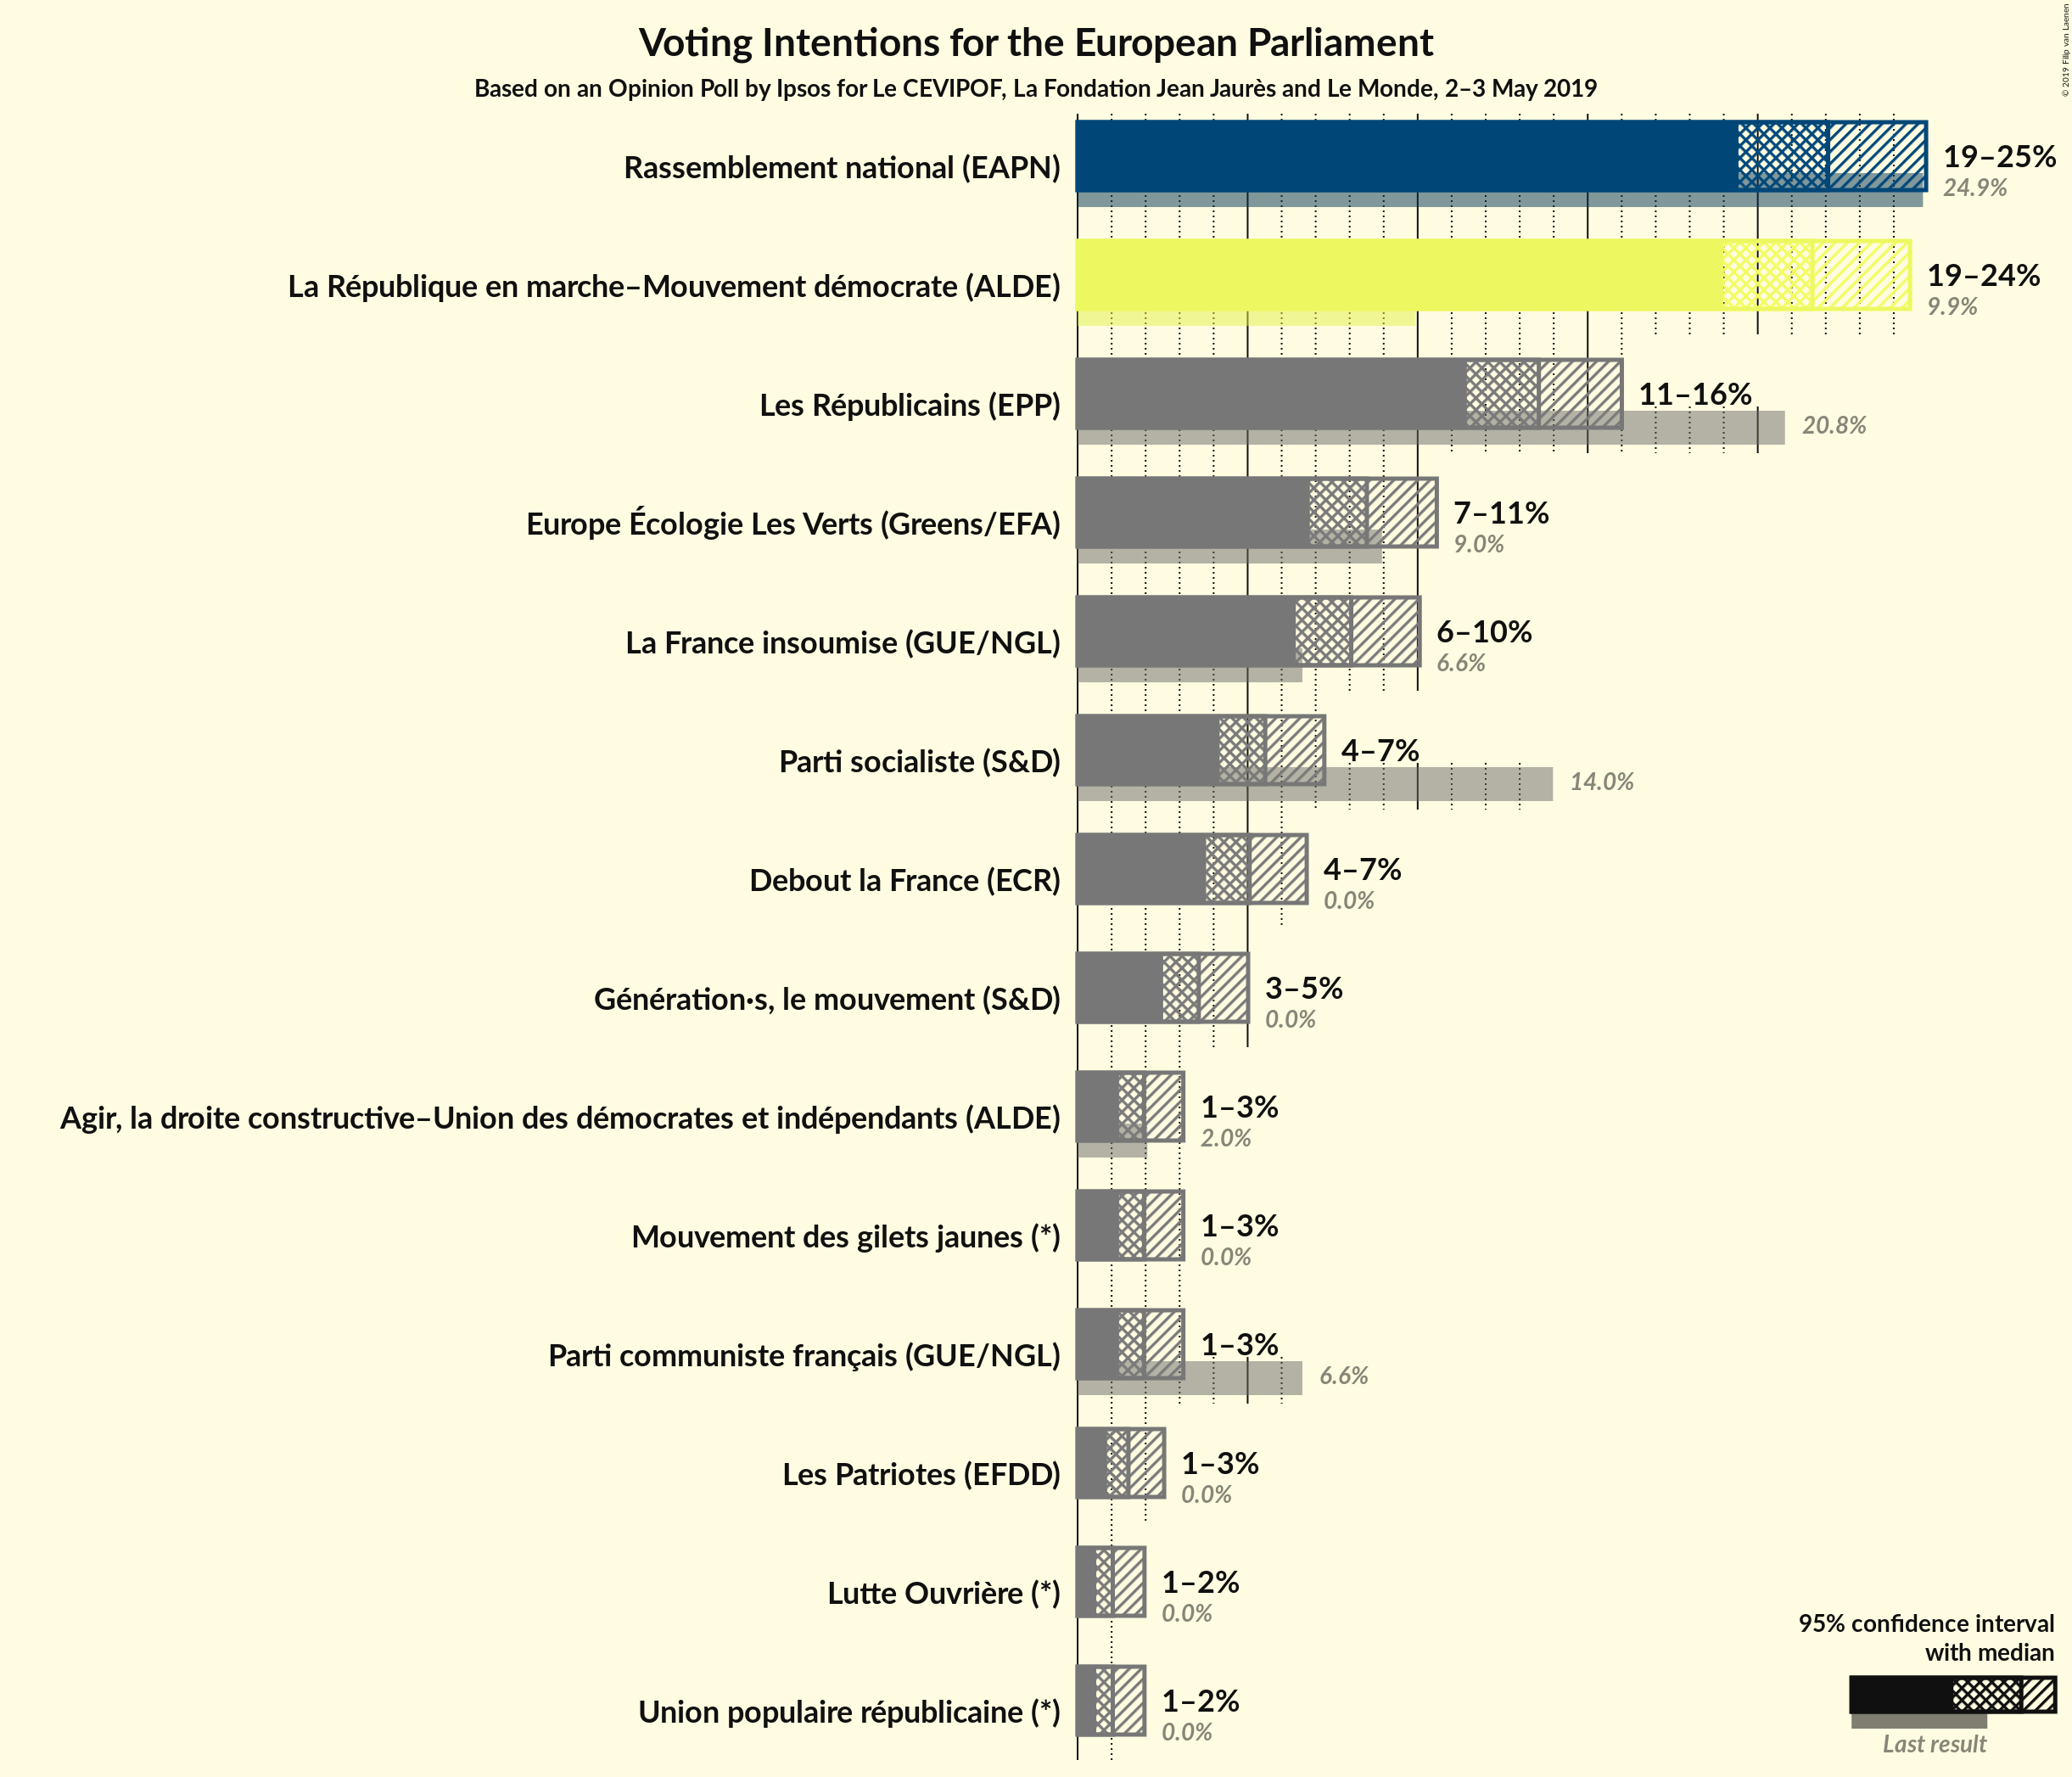 Voting Intentions for the European Parliament
Based on an Opinion Poll by Ipsos for Le CEVIPOF, La Fondation Jean Jaurès and Le Monde, 2–3 May 2019
© 2019 Filip van Laenen
Rassemblement national (EAPN)
19–25%
24.9%
La République en marche–Mouvement démocrate (ALDE)
19–24%
9.9%
Les Républicains (EPP)
11–16%
20.8%
Europe Écologie Les Verts (Greens/EFA)
7–11%
9.0%
La France insoumise (GUE/NGL)
6–10%
6.6%
Parti socialiste (S&D)
4–7%
14.0%
Debout la France (ECR)
4–7%
0.0%
Génération·s, le mouvement (S&D)
3–5%
0.0%
Agir, la droite constructive–Union des démocrates et indépendants (ALDE)
1–3%
2.0%
Mouvement des gilets jaunes (*)
1–3%
0.0%
Parti communiste français (GUE/NGL)
1–3%
6.6%
Les Patriotes (EFDD)
1–3%
0.0%
Lutte Ouvrière (*)
1–2%
0.0%
Union populaire républicaine (*)
1–2%
0.0%
95% confidence interval
with median
Last result